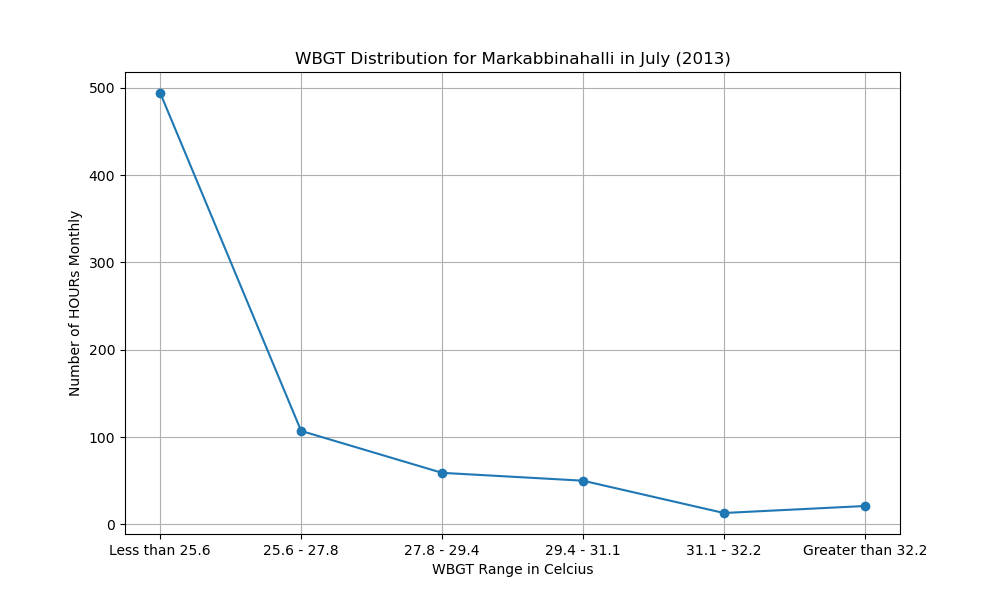 WBGT Distribution for Markabbinahalli in July (2013)
Number of HOURs Monthly
500
400
300
200
100
0
Less than 25.6
25.6 - 27.8
27.8 - 29.4
29.4 - 31.1
31.1 - 32.2
Greater than 32.2
WBGT Range in Celcius